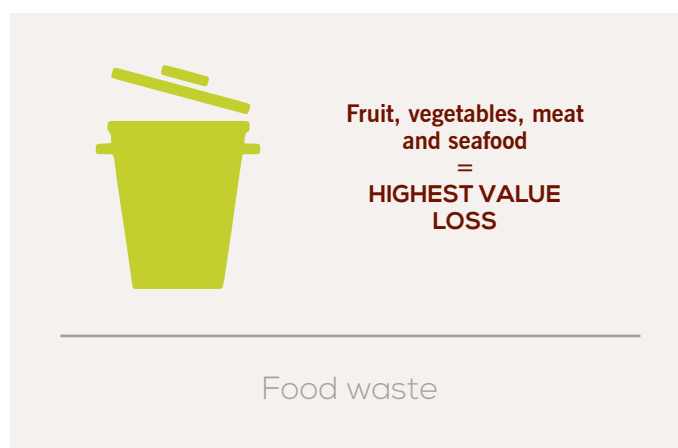 Fruit, vegetables, meat
and seafood
=
HIGHEST VALUE
LOSS
Food waste